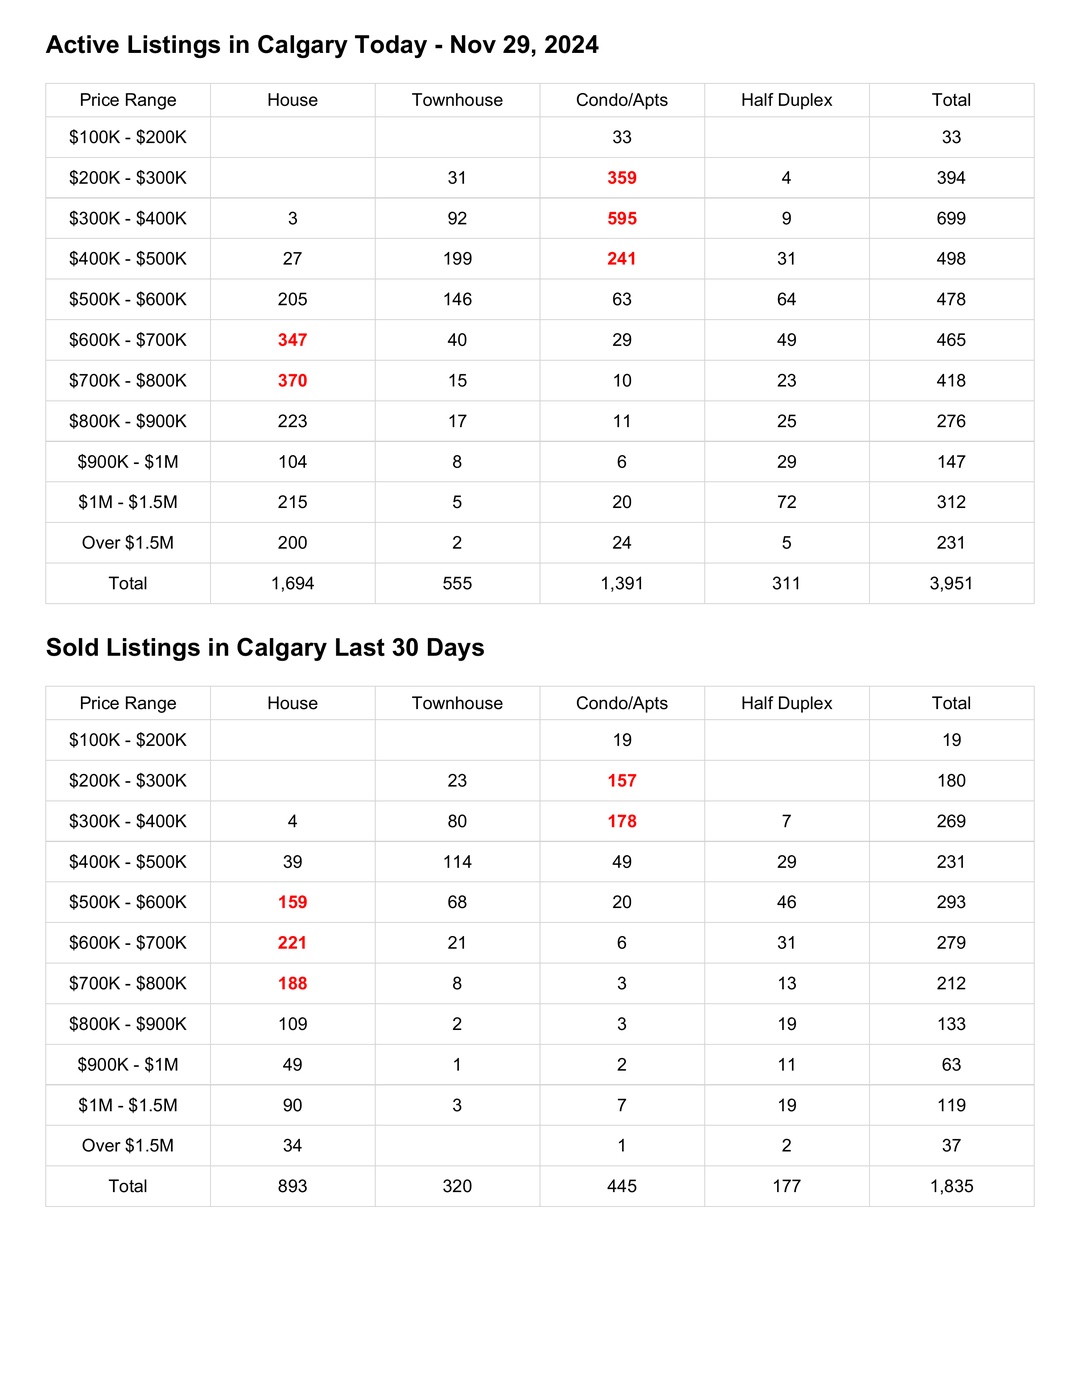 Active Listings in Calgary Today - Nov 29, 2024
Price Range House Townhouse Condo/Apts Half Duplex Total
$100K - $200K 33 33
$200K - $300K 31 359 4 394
$300K - $400K 3 92 595 9 699
$400K - $500K 27 199 241 31 498
$500K - $600K 205 146 63 64 478
$600K - $700K 347 40 29 49 465
$700K - $800K 370 15 10 23 418
$800K - $900K 223 17 11 25 276
$900K - $1M 104 8 6 29 147
$1M - $1.5M 215 5 20 72 312
Over $1.5M 200 2 24 5 231
Total 1,694 555 1,391 311 3,951
Sold Listings in Calgary Last 30 Days
Price Range House Townhouse Condo/Apts Half Duplex Total
$100K - $200K 19 19
$200K - $300K 23 157 180
$300K - $400K 4 80 178 7 269
$400K - $500K 39 114 49 29 231
$500K - $600K 159 68 20 46 293
$600K - $700K 221 21 6 31 279
$700K - $800K 188 8 3 13 212
$800K - $900K 109 2 3 19 133
$900K - $1M 49 1 2 11 63
$1M - $1.5M 90 3 7 19 119
Over $1.5M 34 1 2 37
Total 893 320 445 177 1,835